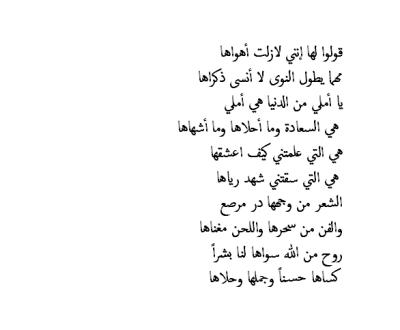 قولوا لها إنني لازلت أهواها
مهما يطول النوى لا أنسى ذكراها
يا أملي من الدنيا هي أملي
هي السعادة وما أحلاها وما أشهاها
هي التي علمتني كيف اعشقها
هي التي سقتني شهد رياها
الشعر من وجهها در مرصع
والفن من سحرها واللحن مغناها
روح من الله سواها لنا بشراً
كساها حسناً وجملها وحلاها